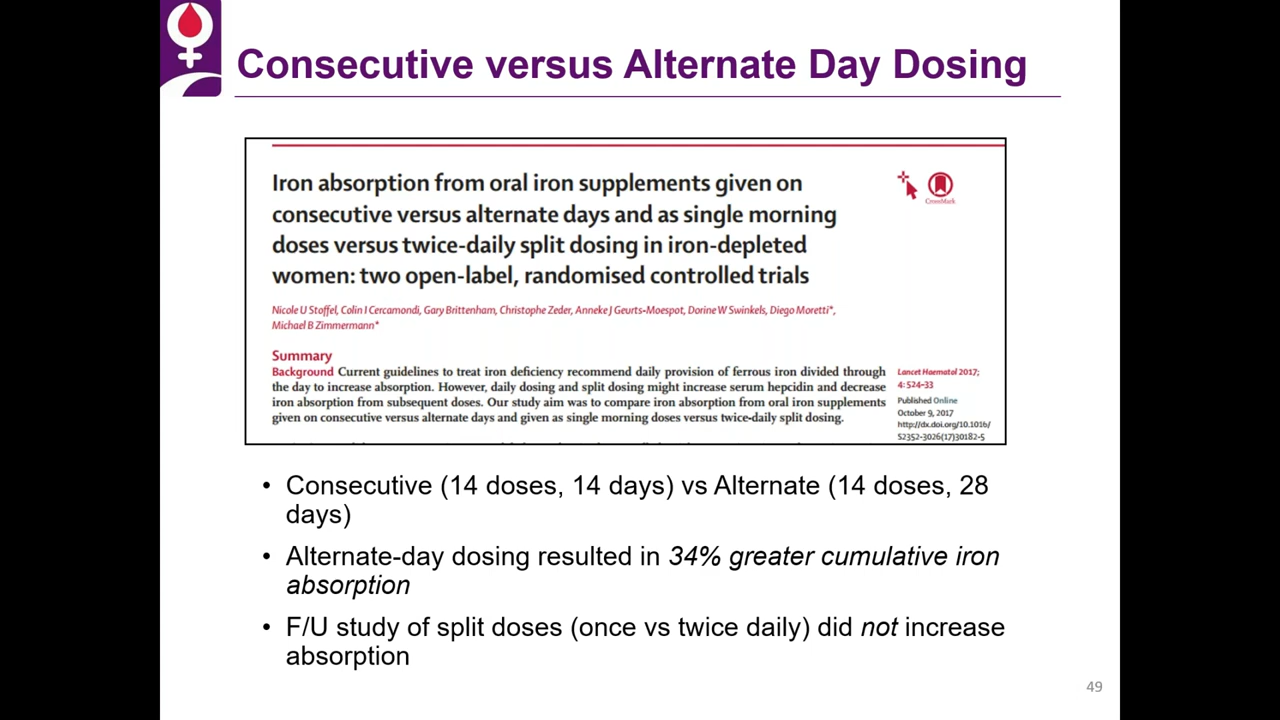 Consecutive versus Alternate Day Dosing
Iron absorption from oral iron supplements given on
consecutive versus alternate days and as single morning
doses versus twice-daily split dosing in iron-depleted
women: two open-label, randomised controlled trials
CrossMark
Nicole U Stoffel, Colin I Cercamondi, Gary Brittenham, Christophe Zeder, Anneke J Geurts-Moespot, Dorine W Swinkels, Diego Moretti*,
Michael B Zimmermann*
Summary
Background Current guidelines to treat iron deficiency recommend daily provision of ferrous iron divided through
the day to increase absorption. However, daily dosing and split dosing might increase serum hepcidin and decrease
iron absorption from subsequent doses. Our study aim was to compare iron absorption from oral iron supplements
given on consecutive versus alternate days and given as single morning doses versus twice-daily split dosing.
Lancet Haematol 2017;
4: 524–33
Published Online
October 9, 2017
http://dx.doi.org/10.1016/
S2352-3026(17)30182-5
• Consecutive (14 doses, 14 days) vs Alternate (14 doses, 28
days)
• Alternate-day dosing resulted in 34% greater cumulative iron
absorption
• F/U study of split doses (once vs twice daily) did not increase
absorption
49